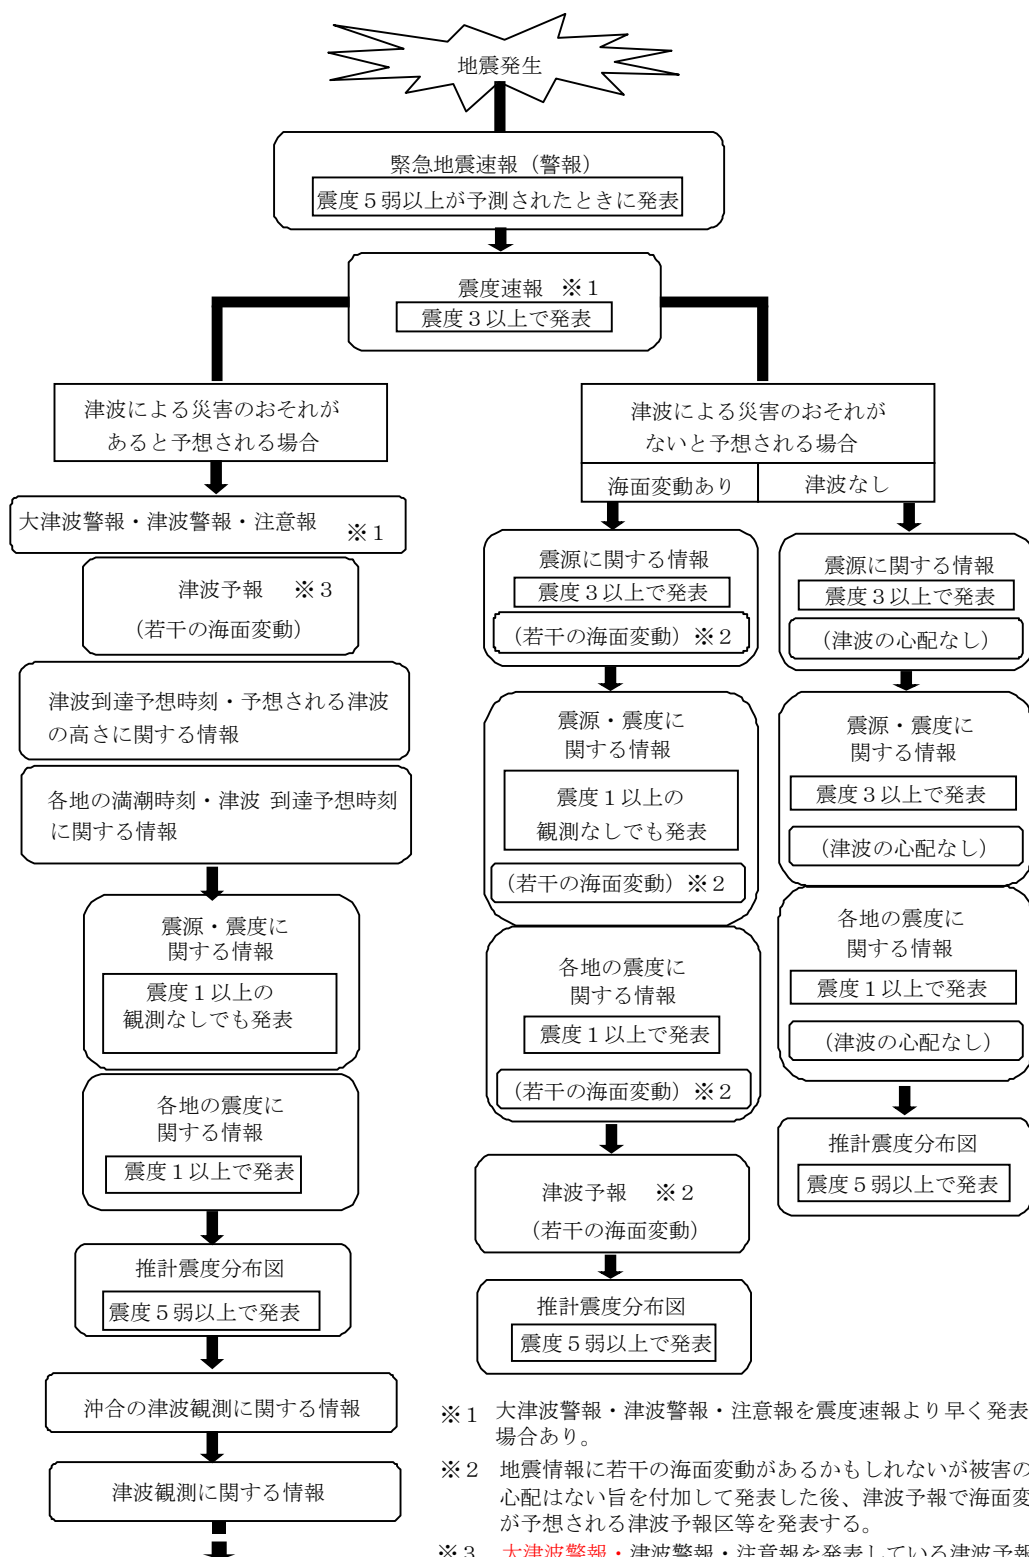 地震発生
緊急地震速報（警報）
震度５弱以上が予測されたときに発表
震度速報　※１
震度３以上で発表
津波による災害のおそれが
あると予想される場合
大津波警報・津波警報・注意報　※１
津波予報　※３
（若干の海面変動）
津波到達予想時刻・予想される津波
の高さに関する情報
各地の満潮時刻・津波 到達予想時刻
に関する情報
震源・震度に
関する情報
震度１以上の
観測なしでも発表
各地の震度に
関する情報
震度１以上で発表
推計震度分布図
震度５弱以上で発表
沖合の津波観測に関する情報
津波観測に関する情報
津波による災害のおそれが
ないと予想される場合
海面変動あり
震源に関する情報
震度３以上で発表
（若干の海面変動）※２
震源・震度に
関する情報
震度１以上の
観測なしでも発表
（若干の海面変動）※２
各地の震度に
関する情報
震度１以上で発表
（若干の海面変動）※２
津波予報　※２
（若干の海面変動）
推計震度分布図
震度５弱以上で発表
津波なし
震源に関する情報
震度３以上で発表
（津波の心配なし）
震源・震度に
関する情報
震度３以上で発表
（津波の心配なし）
各地の震度に
関する情報
震度１以上で発表
（津波の心配なし）
推計震度分布図
震度５弱以上で発表
※１　大津波警報・津波警報・注意報を震度速報より早く発表
場合あり。
※２　地震情報に若干の海面変動があるかもしれないが被害の
心配はない旨を付加して発表した後、津波予報で海面変
が予想される津波予報区等を発表する。
※３　大津波警報・津波警報・注意報を発表している津波予報